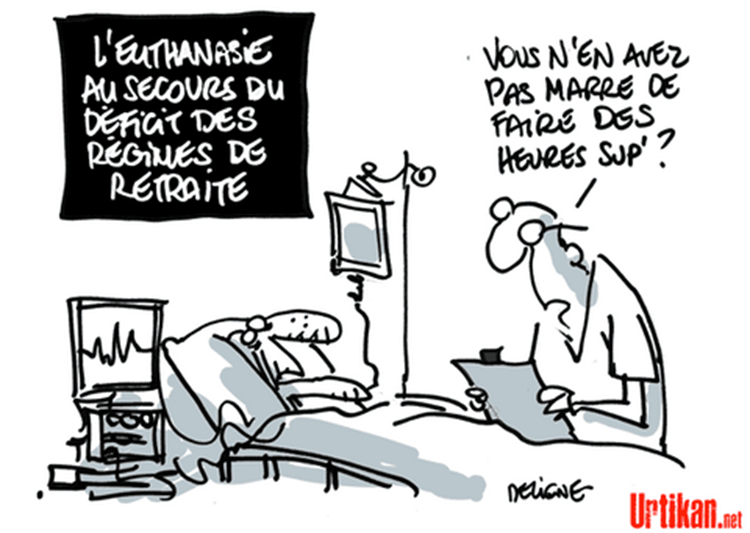 L'EUTHANASIE
AU SECOURS DU
DÉFICIT DES
RÉGIMES DE
RETRAITE
VOUS N'EN AVEZ
PAS MARRE DE
FAIRE DES
HEURES SUP'?
DELIGNE
Urtikan.net